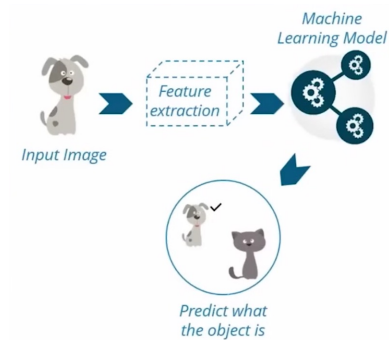 Machine
Learning Model
Feature
extraction
Input Image
Predict what
the object is